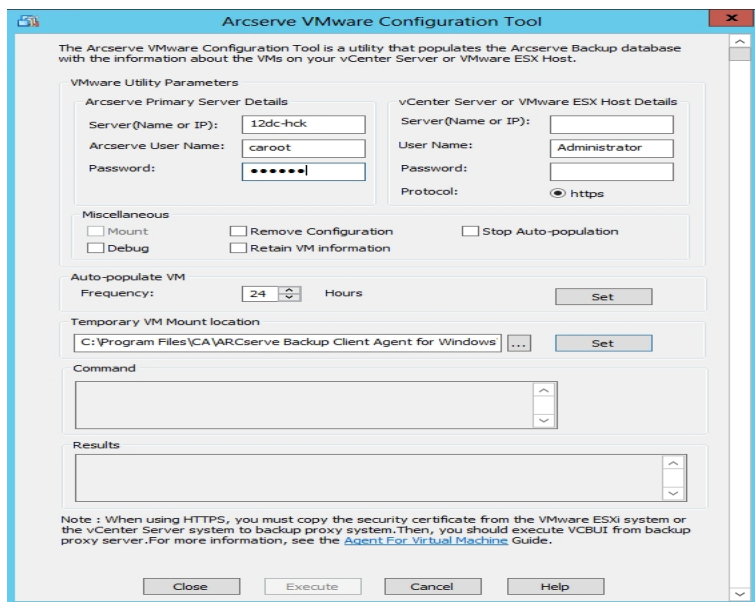 Arcserve VMware Configuration Tool
x
The Arcserve VMware Configuration Tool is a utility that populates the Arcserve Backup database
with the information about the VMs on your vCenter Server or VMware ESX Host.
VMware Utility Parameters
Arcserve Primary Server Details
Server(Name or IP): 12dc-hck
Arcserve User Name: caroot
Password: ●●●●●●
vCenter Server or VMware ESX Host Details
Server(Name or IP):
User Name: Administrator
Password:
Protocol: https
Miscellaneous
Mount Remove Configuration Stop Auto-population
Debug Retain VM information
Auto-populate VM
Frequency: 24 Hours Set
Temporary VM Mount location
C:\Program Files\CA\ARCserve Backup Client Agent for Windows ... Set
Command
Results
Note : When using HTTPS, you must copy the security certificate from the VMware ESXi system or
the vCenter Server system to backup proxy system.Then, you should execute VCBUI from backup
proxy server.For more information, see the Agent For Virtual Machine Guide.
Close Execute Cancel Help